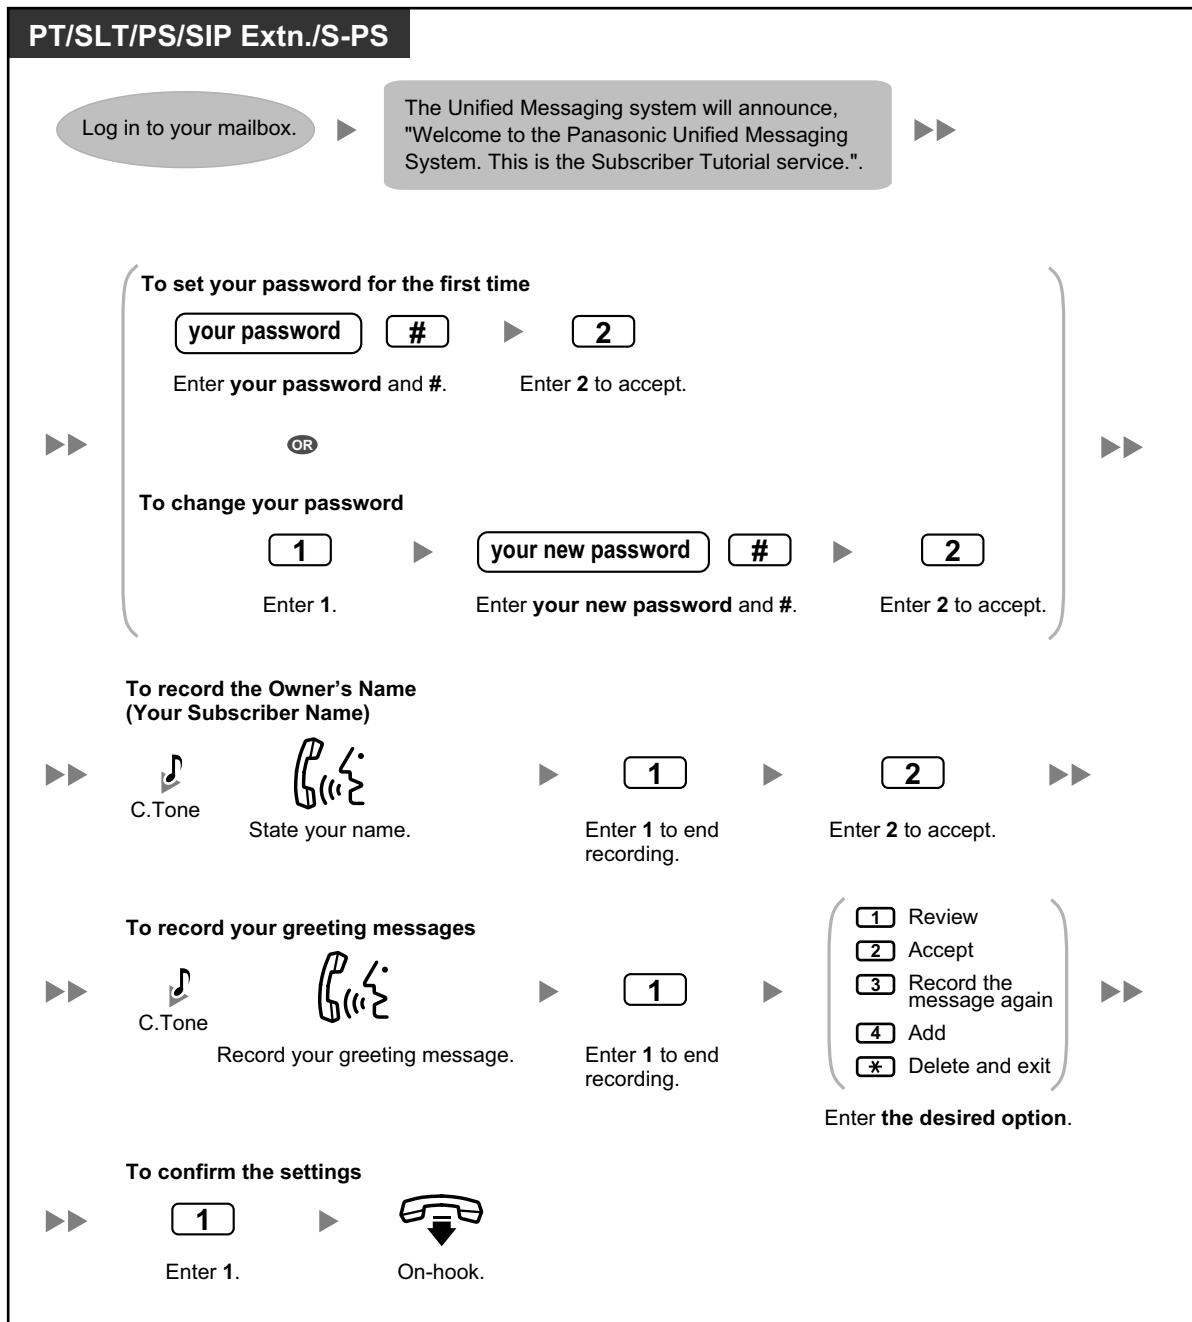 PT/SLT/PS/SIP Extn./S-PS
Log in to your mailbox.
The Unified Messaging system will announce,
"Welcome to the Panasonic Unified Messaging
System. This is the Subscriber Tutorial service.".
To set your password for the first time
your password # 2
Enter your password and #. Enter 2 to accept.
OR
To change your password
1 your new password # 2
Enter 1. Enter your new password and #. Enter 2 to accept.
To record the Owner's Name
(Your Subscriber Name)
1 2
C.Tone
State your name. Enter 1 to end Enter 2 to accept.
recording.
To record your greeting messages
1
C.Tone
Record your greeting message. Enter 1 to end
recording.
1 Review
2 Accept
3 Record the
message again
4 Add
* Delete and exit
Enter the desired option.
To confirm the settings
1
Enter 1. On-hook.